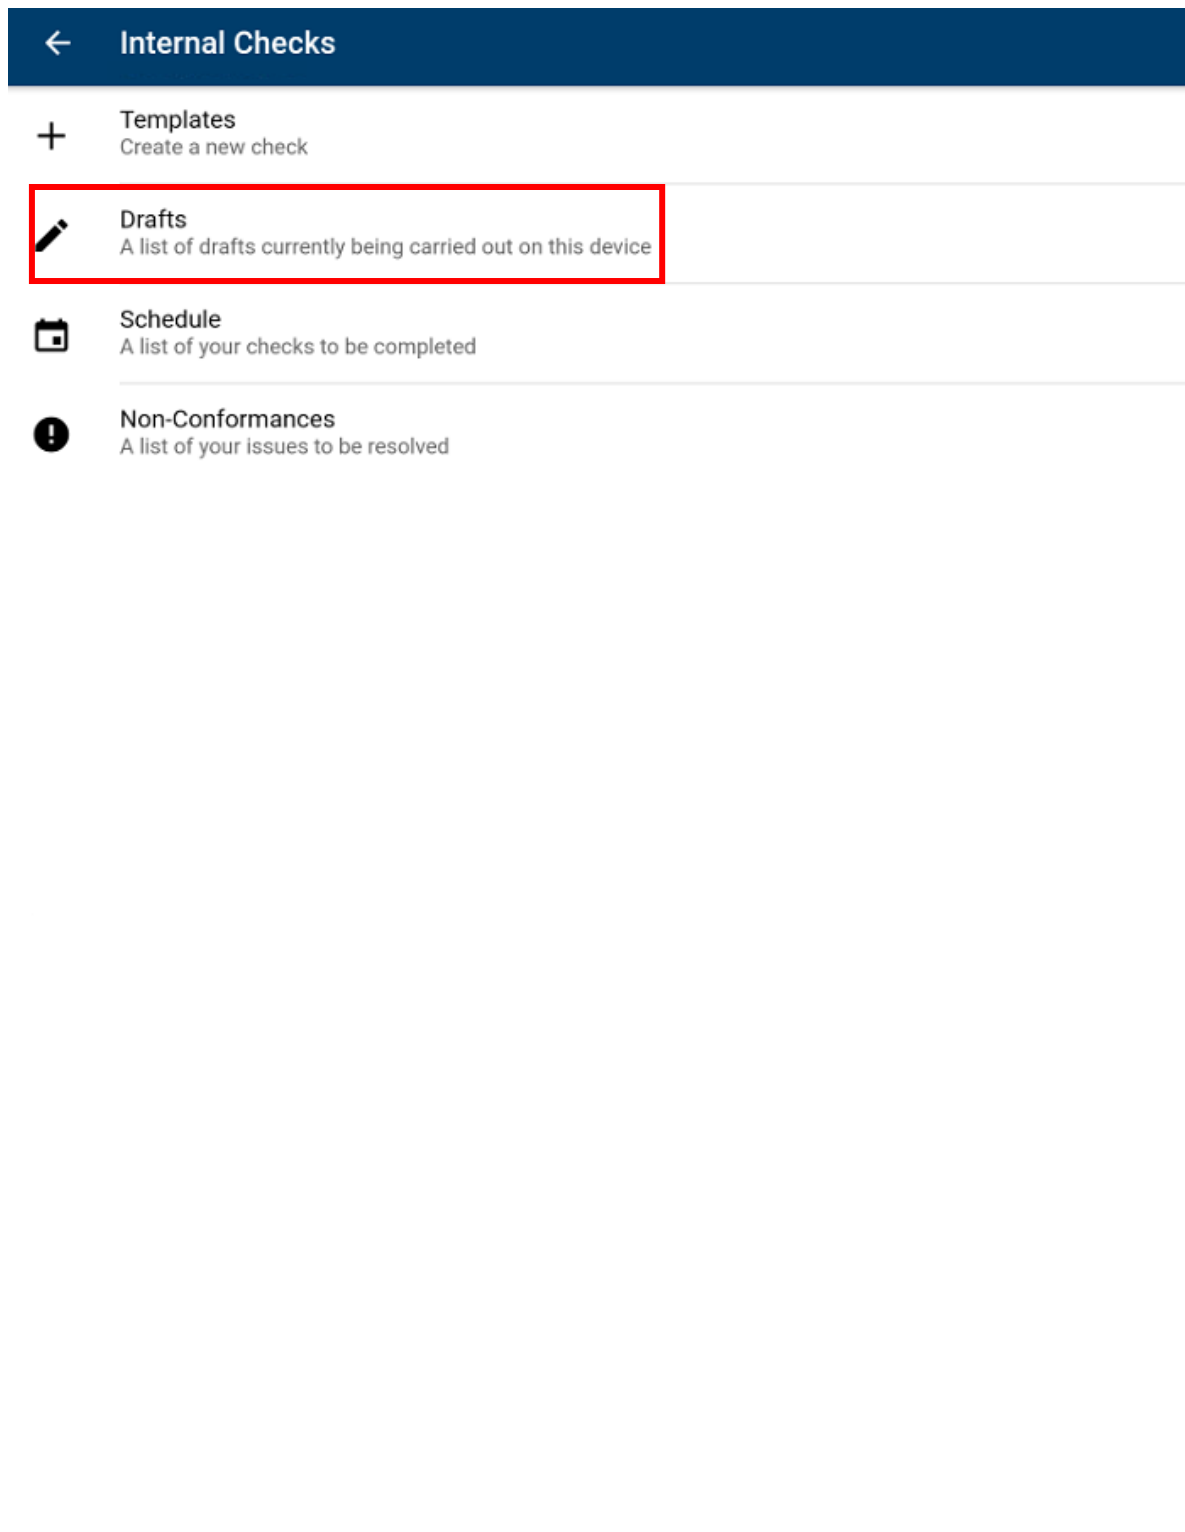 Internal Checks
Templates
Create a new check
Drafts
A list of drafts currently being carried out on this device
Schedule
A list of your checks to be completed
Non-Conformances
A list of your issues to be resolved